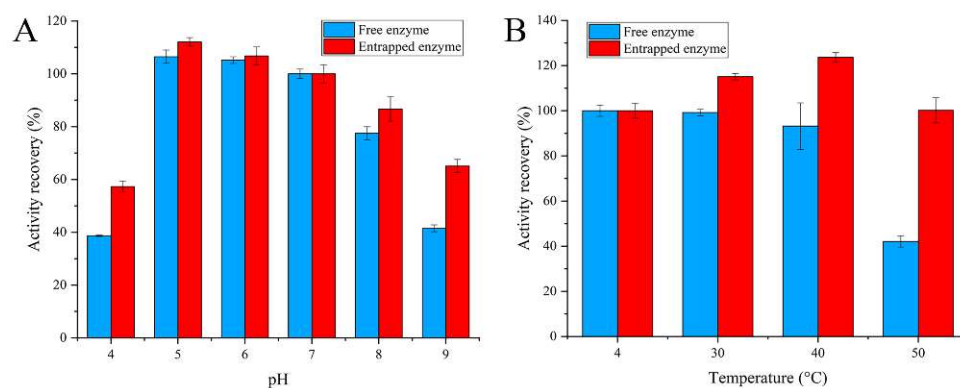 A
Free enzyme
Entrapped enzyme
Activity recovery (%)
120
100
80
60
40
20
0
4 5 6 7 8 9
pH
B
Free enzyme
Entrapped enzyme
Activity recovery (%)
140
120
100
80
60
40
20
0
4 30 40 50
Temperature (°C)